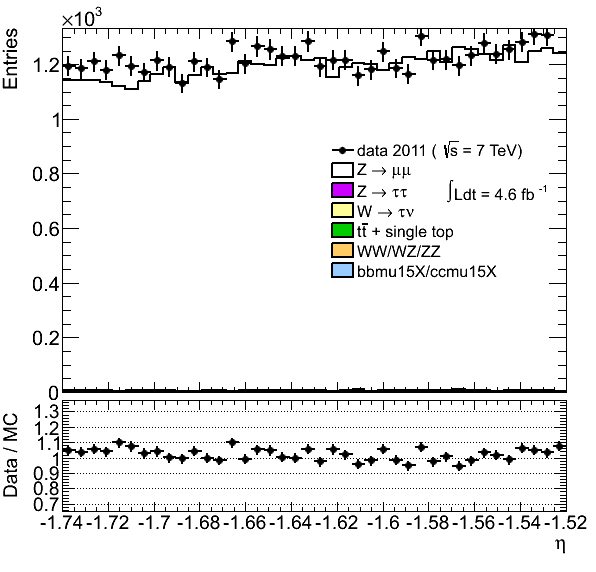 ×10³
Entries
1.2
1
0.8
0.6
0.4
0.2
0
data 2011 ( √s = 7 TeV)
Z → μμ
Z → ττ
∫Ldt = 4.6 fb⁻¹
W → τν
tt̄ + single top
WW/WZ/ZZ
bbmu15X/ccmu15X
Data / MC
1.3
1.2
1.1
1
0.9
0.8
0.7
-1.74 -1.72 -1.7 -1.68 -1.66 -1.64 -1.62 -1.6 -1.58 -1.56 -1.54 -1.52
η